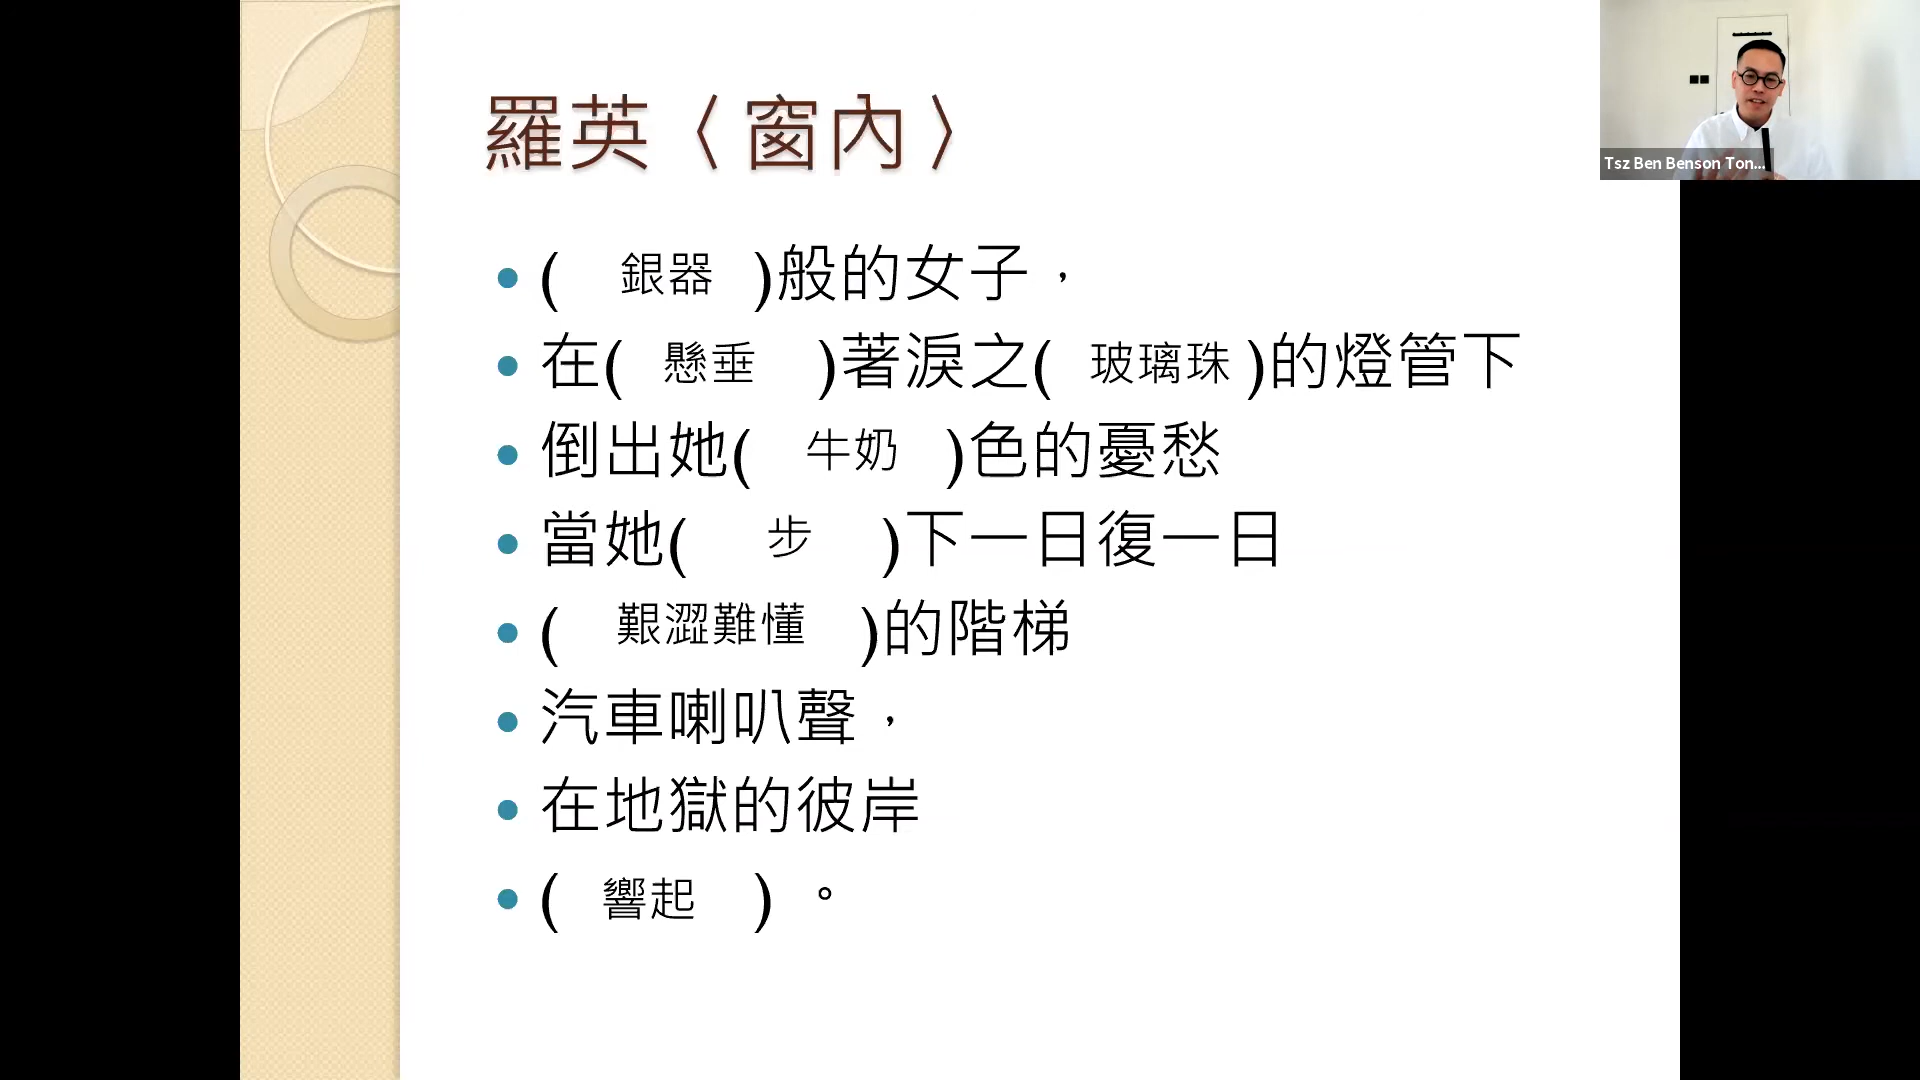 羅英〈窗內〉
(銀器)般的女子，
在(懸垂)著淚之(玻璃珠)的燈管下
倒出她(牛奶)色的憂愁
當她(步)下一日復一日
(艱澀難懂)的階梯
汽車喇叭聲，
在地獄的彼岸
(響起)。
Tsz Ben Benson Ton...